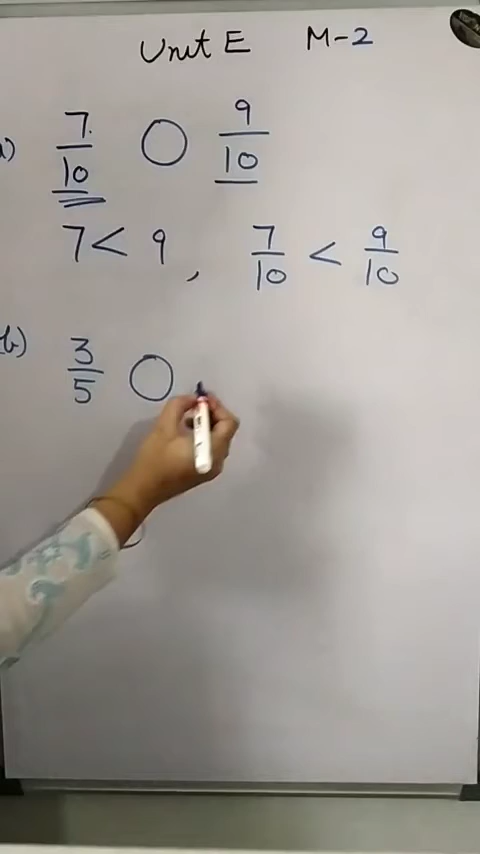 Unit E M-2
a) 7/10 ○ 9/10
7 < 9, 7/10 < 9/10
b) 3/5 ○